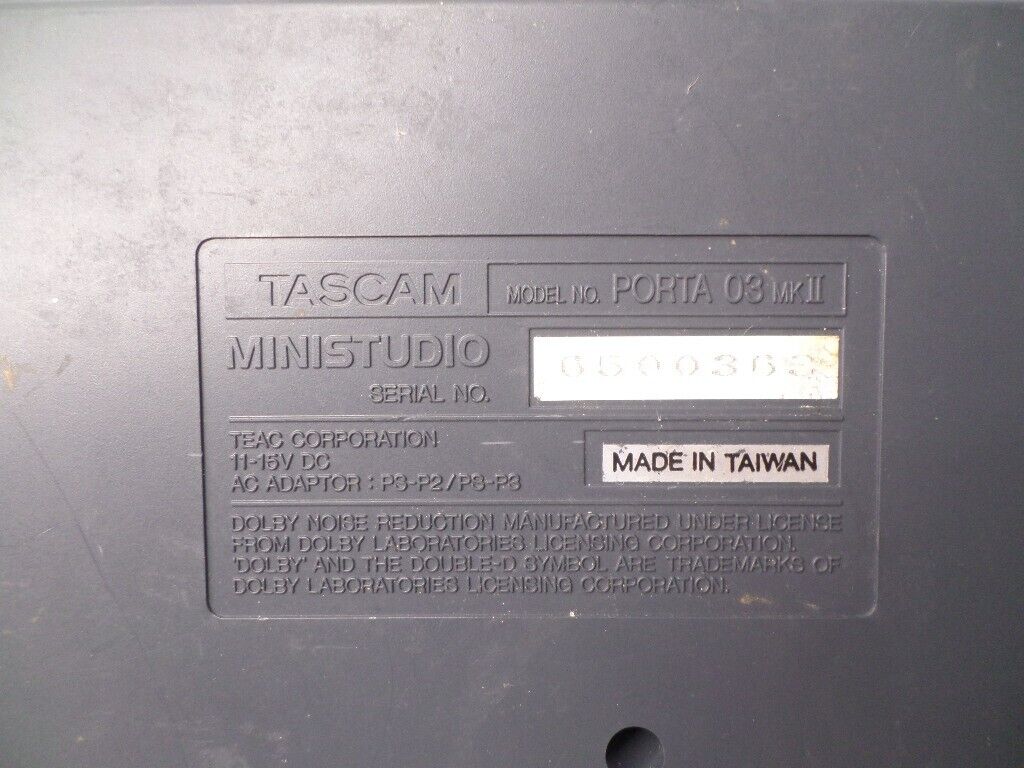 TASCAM MODEL NO. PORTA 03 MKII
MINISTUDIO
SERIAL NO.
TEAC CORPORATION
11-15V DC
AC ADAPTOR : PS-P2/PS-P3
MADE IN TAIWAN
DOLBY NOISE REDUCTION MANUFACTURED UNDER LICENSE
FROM DOLBY LABORATORIES LICENSING CORPORATION.
'DOLBY' AND THE DOUBLE-D SYMBOL ARE TRADEMARKS OF
DOLBY LABORATORIES LICENSING CORPORATION.